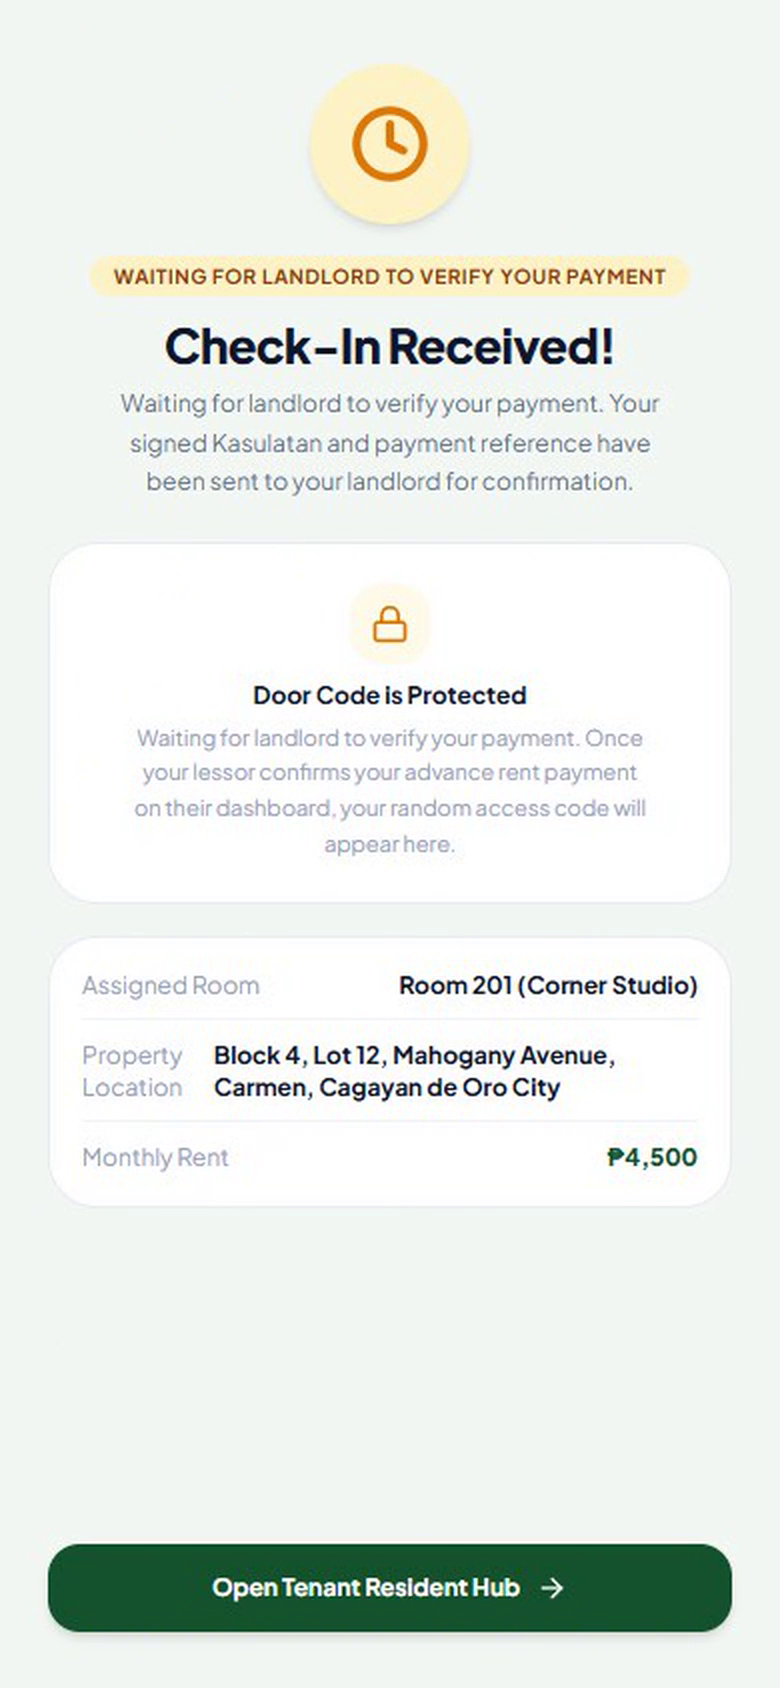 WAITING FOR LANDLORD TO VERIFY YOUR PAYMENT
Check-In Received!
Waiting for landlord to verify your payment. Your
signed Kasulatan and payment reference have
been sent to your landlord for confirmation.
Door Code is Protected
Waiting for landlord to verify your payment. Once
your lessor confirms your advance rent payment
on their dashboard, your random access code will
appear here.
Assigned Room Room 201 (Corner Studio)
Property Location Block 4, Lot 12, Mahogany Avenue,
Carmen, Cagayan de Oro City
Monthly Rent ₱4,500
Open Tenant Resident Hub →